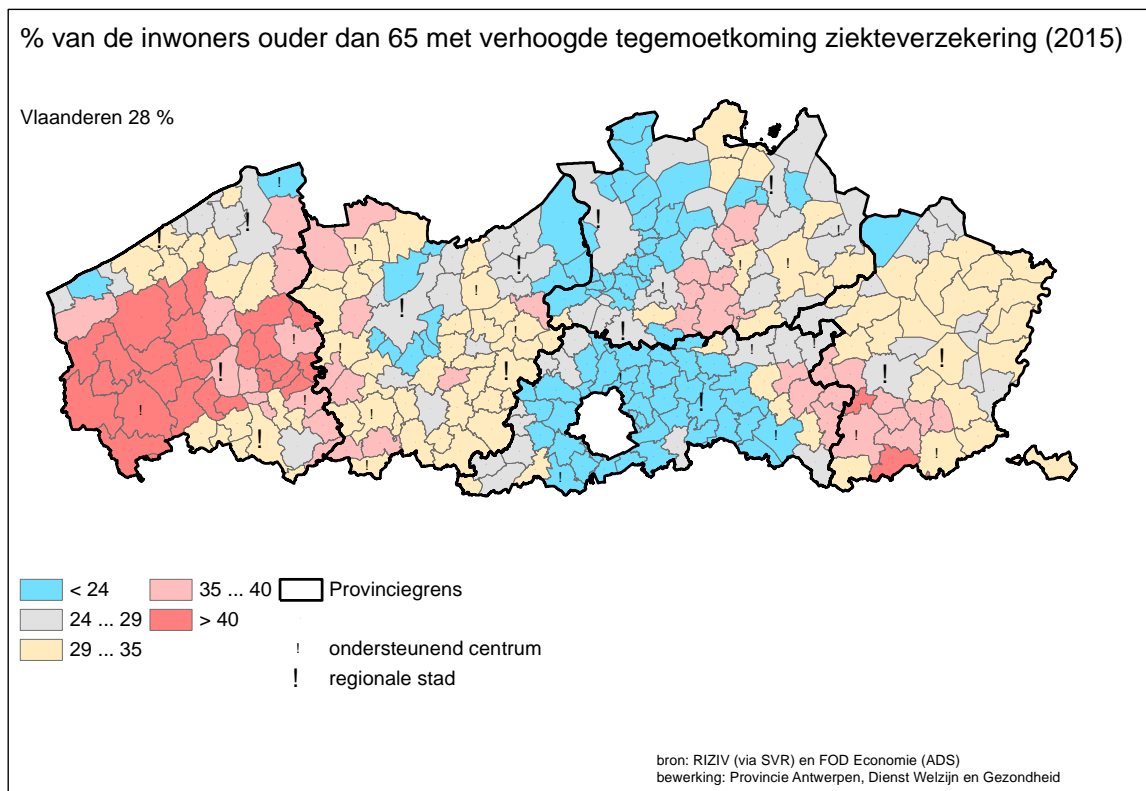 % van de inwoners ouder dan 65 met verhoogde tegemoetkoming ziekteverzekering (2015)
Vlaanderen 28 %
< 24
24 ... 29
29 ... 35
35 ... 40
> 40
Provinciegrens
! ondersteunend centrum
! regionale stad
bron: RIZIV (via SVR) en FOD Economie (ADS)
bewerking: Provincie Antwerpen, Dienst Welzijn en Gezondheid